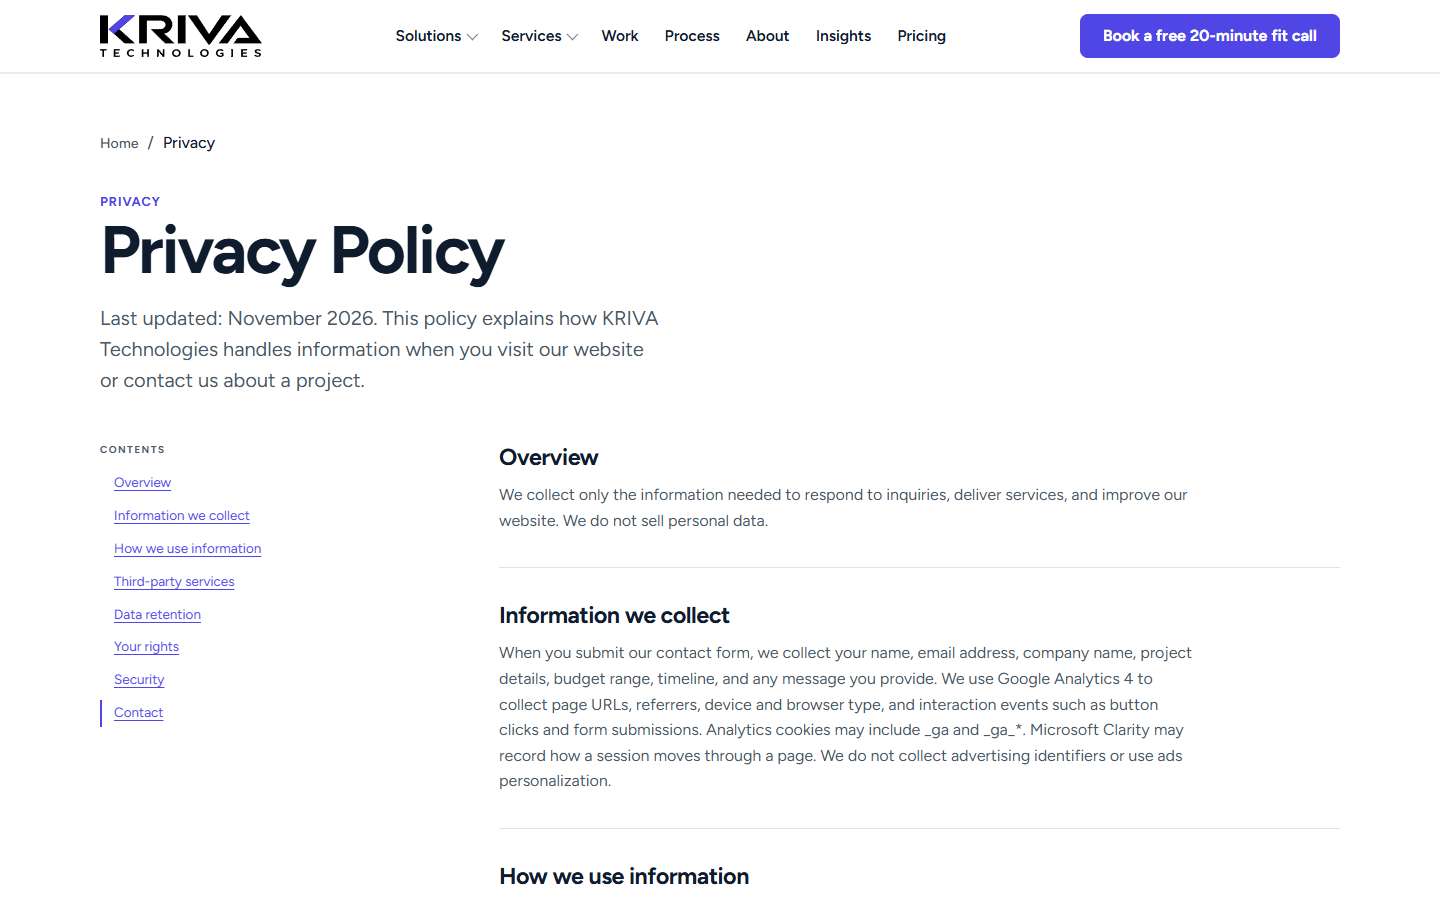 KRIVA
TECHNOLOGIES
Solutions
Services
Work
Process
About
Insights
Pricing
Book a free 20-minute fit call
Home / Privacy
PRIVACY
Privacy Policy
Last updated: November 2026. This policy explains how KRIVA
Technologies handles information when you visit our website
or contact us about a project.
CONTENTS
Overview
Information we collect
How we use information
Third-party services
Data retention
Your rights
Security
Contact
Overview
We collect only the information needed to respond to inquiries, deliver services, and improve our
website. We do not sell personal data.
Information we collect
When you submit our contact form, we collect your name, email address, company name, project
details, budget range, timeline, and any message you provide. We use Google Analytics 4 to
collect page URLs, referrers, device and browser type, and interaction events such as button
clicks and form submissions. Analytics cookies may include _ga and _ga_*. Microsoft Clarity may
record how a session moves through a page. We do not collect advertising identifiers or use ads
personalization.
How we use information